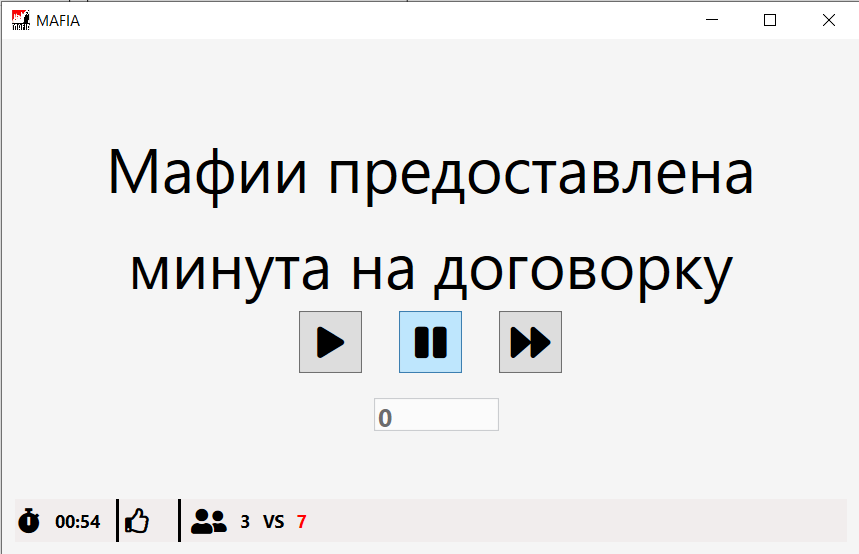 MAFIA
Мафии предоставлена
минута на договорку
0
00:54 3 VS 7